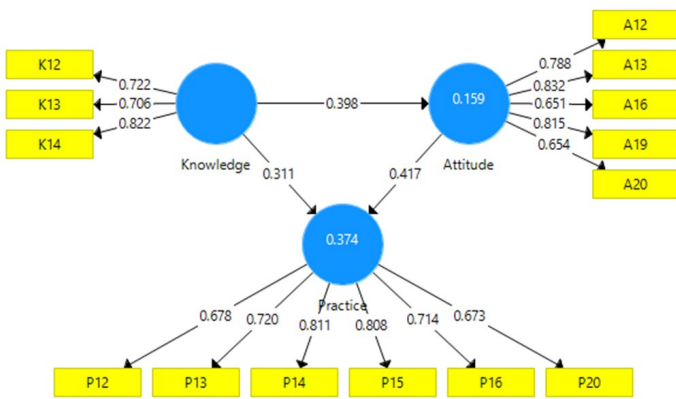 A12
K12
0.788
A13
0.722
0.832
K13
0.706
0.398
0.159
0.651
A16
0.822
0.815
K14
0.654
A19
Knowledge
Attitude
0.311
0.417
A20
0.374
Practice
0.678
0.720
0.811
0.808
0.714
0.673
P12
P13
P14
P15
P16
P20